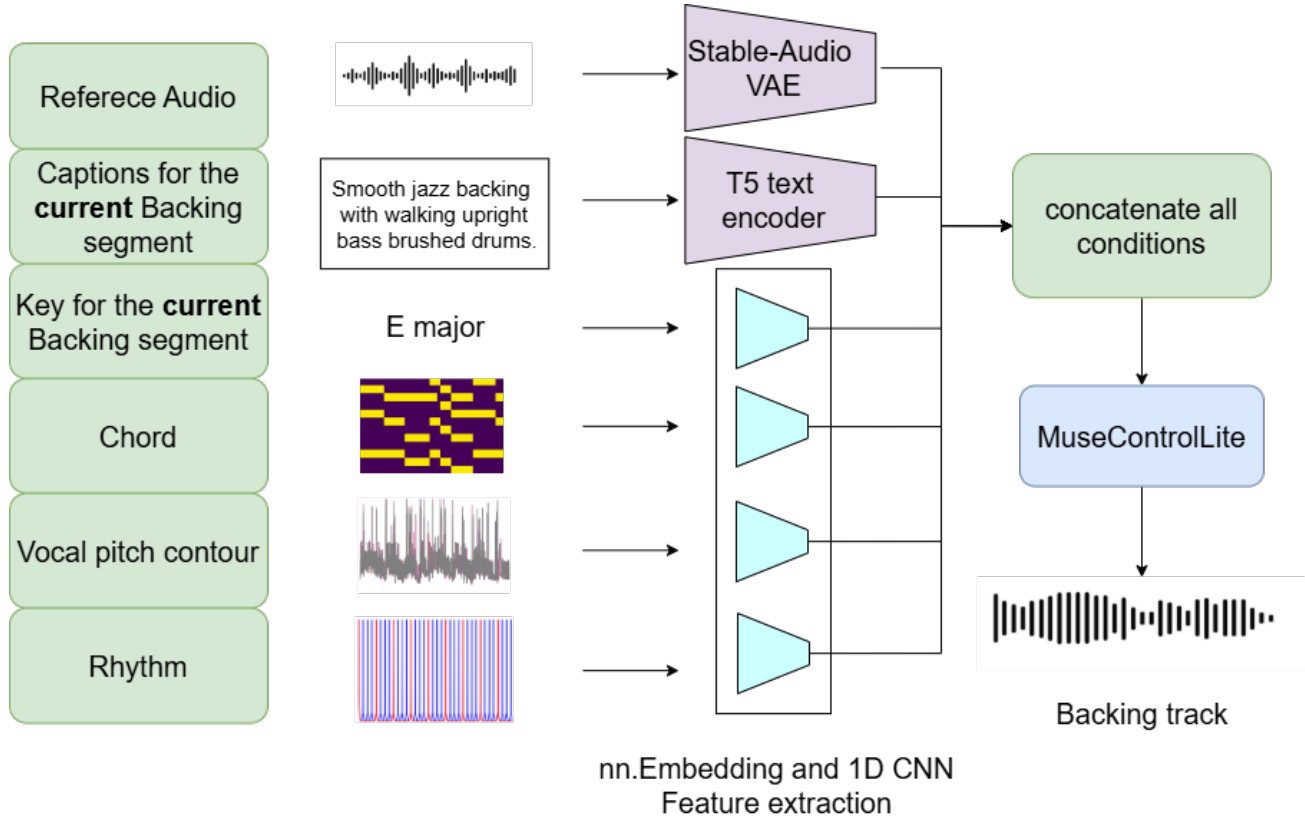 Referece Audio
Captions for the
current Backing
segment
Key for the current
Backing segment
Chord
Vocal pitch contour
Rhythm
Smooth jazz backing
with walking upright
bass brushed drums.
E major
Stable-Audio
VAE
T5 text
encoder
nn.Embedding and 1D CNN
Feature extraction
concatenate all
conditions
MuseControlLite
Backing track